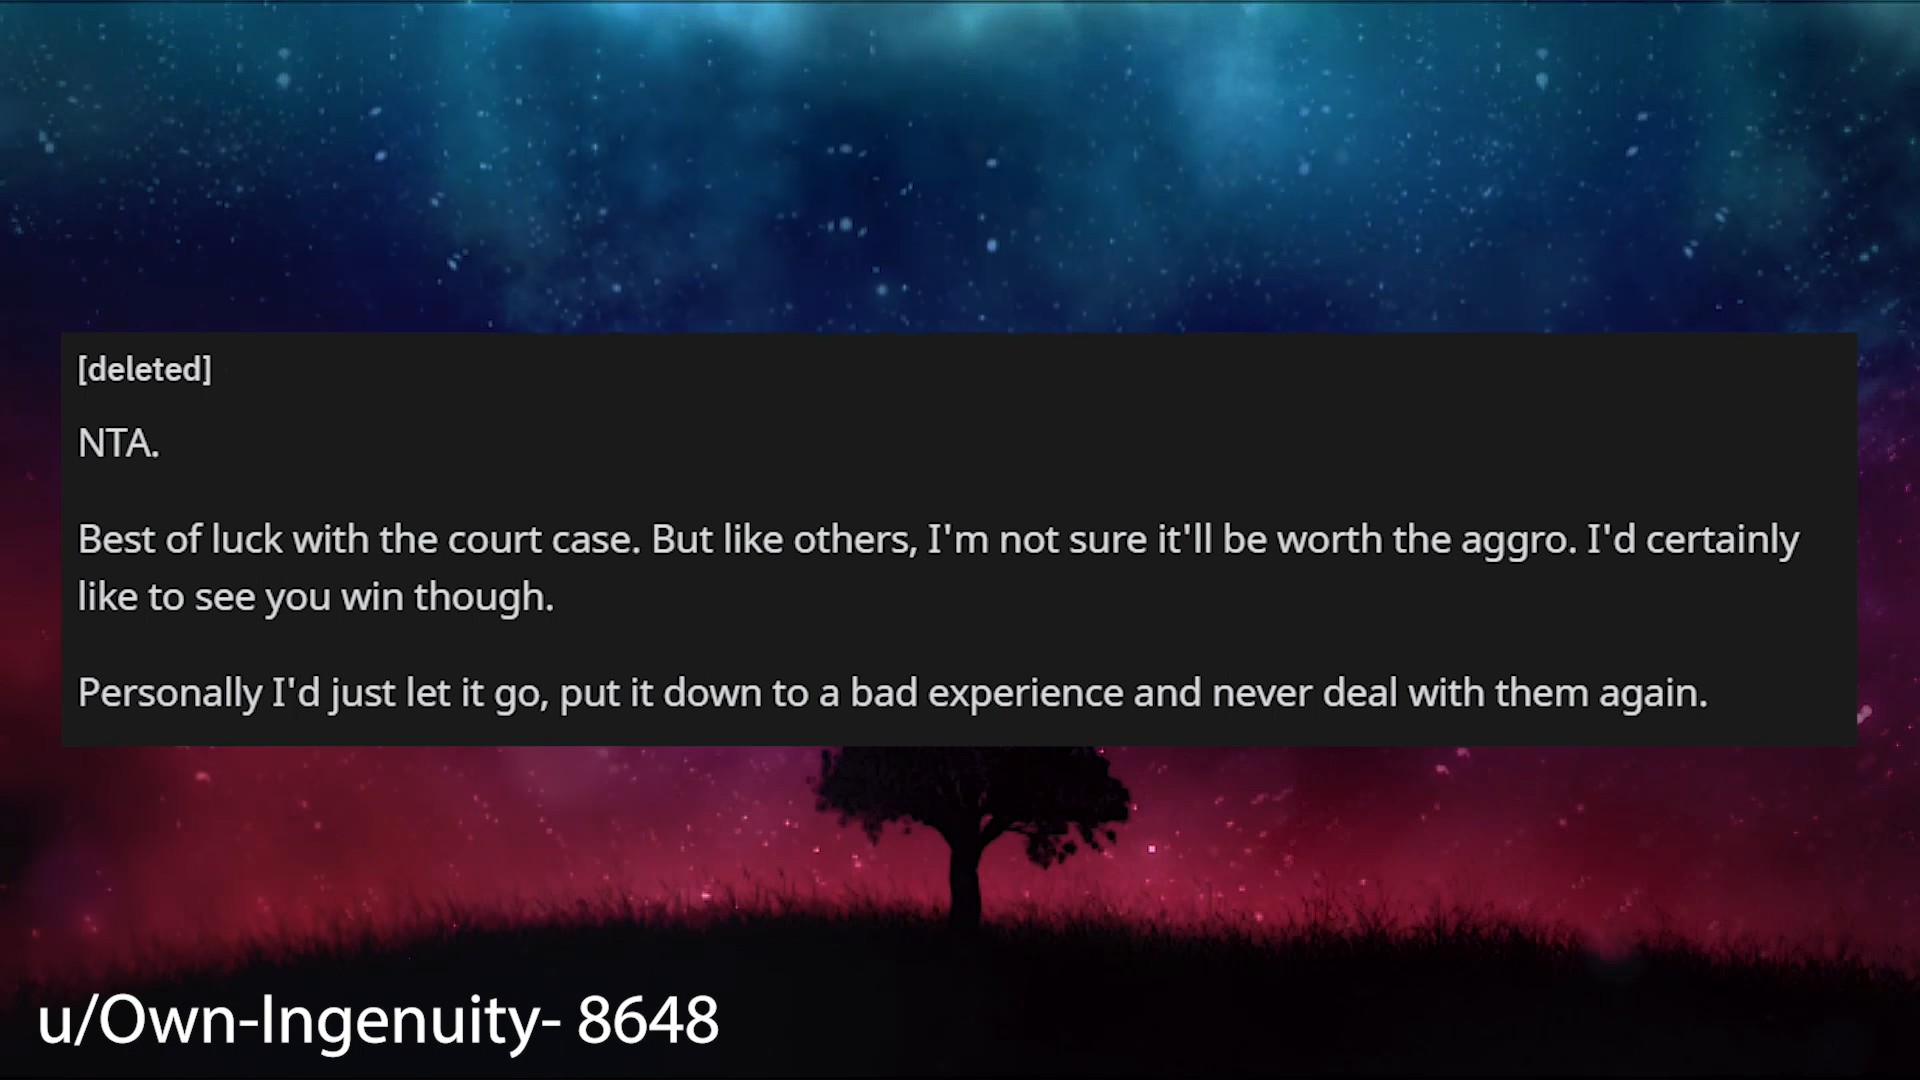 [deleted]
NTA.
Best of luck with the court case. But like others, I'm not sure it'll be worth the aggro. I'd certainly
like to see you win though.
Personally I'd just let it go, put it down to a bad experience and never deal with them again.
u/Own-Ingenuity- 8648